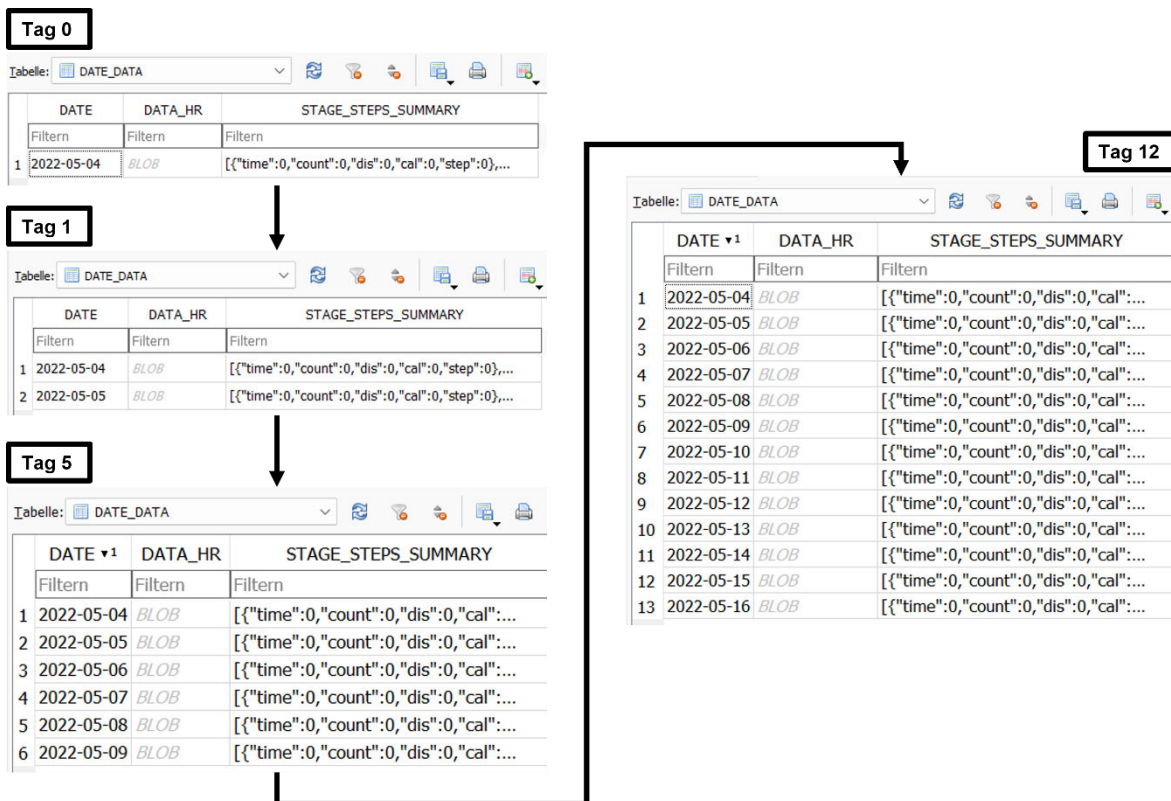 Tag 0
Tabelle: DATE_DATA
DATE DATA_HR STAGE_STEPS_SUMMARY
Filtern Filtern Filtern
1 2022-05-04 BLOB [{"time":0,"count":0,"dis":0,"cal":0,"step":0},...
Tag 1
Tabelle: DATE_DATA
DATE DATA_HR STAGE_STEPS_SUMMARY
Filtern Filtern Filtern
1 2022-05-04 BLOB [{"time":0,"count":0,"dis":0,"cal":0,"step":0},...
2 2022-05-05 BLOB [{"time":0,"count":0,"dis":0,"cal":0,"step":0},...
Tag 5
Tabelle: DATE_DATA
DATE ▾1 DATA_HR STAGE_STEPS_SUMMARY
Filtern Filtern Filtern
1 2022-05-04 BLOB [{"time":0,"count":0,"dis":0,"cal":...
2 2022-05-05 BLOB [{"time":0,"count":0,"dis":0,"cal":...
3 2022-05-06 BLOB [{"time":0,"count":0,"dis":0,"cal":...
4 2022-05-07 BLOB [{"time":0,"count":0,"dis":0,"cal":...
5 2022-05-08 BLOB [{"time":0,"count":0,"dis":0,"cal":...
6 2022-05-09 BLOB [{"time":0,"count":0,"dis":0,"cal":...
Tag 12
Tabelle: DATE_DATA
DATE ▾1 DATA_HR STAGE_STEPS_SUMMARY
Filtern Filtern Filtern
1 2022-05-04 BLOB [{"time":0,"count":0,"dis":0,"cal":...
2 2022-05-05 BLOB [{"time":0,"count":0,"dis":0,"cal":...
3 2022-05-06 BLOB [{"time":0,"count":0,"dis":0,"cal":...
4 2022-05-07 BLOB [{"time":0,"count":0,"dis":0,"cal":...
5 2022-05-08 BLOB [{"time":0,"count":0,"dis":0,"cal":...
6 2022-05-09 BLOB [{"time":0,"count":0,"dis":0,"cal":...
7 2022-05-10 BLOB [{"time":0,"count":0,"dis":0,"cal":...
8 2022-05-11 BLOB [{"time":0,"count":0,"dis":0,"cal":...
9 2022-05-12 BLOB [{"time":0,"count":0,"dis":0,"cal":...
10 2022-05-13 BLOB [{"time":0,"count":0,"dis":0,"cal":...
11 2022-05-14 BLOB [{"time":0,"count":0,"dis":0,"cal":...
12 2022-05-15 BLOB [{"time":0,"count":0,"dis":0,"cal":...
13 2022-05-16 BLOB [{"time":0,"count":0,"dis":0,"cal":...